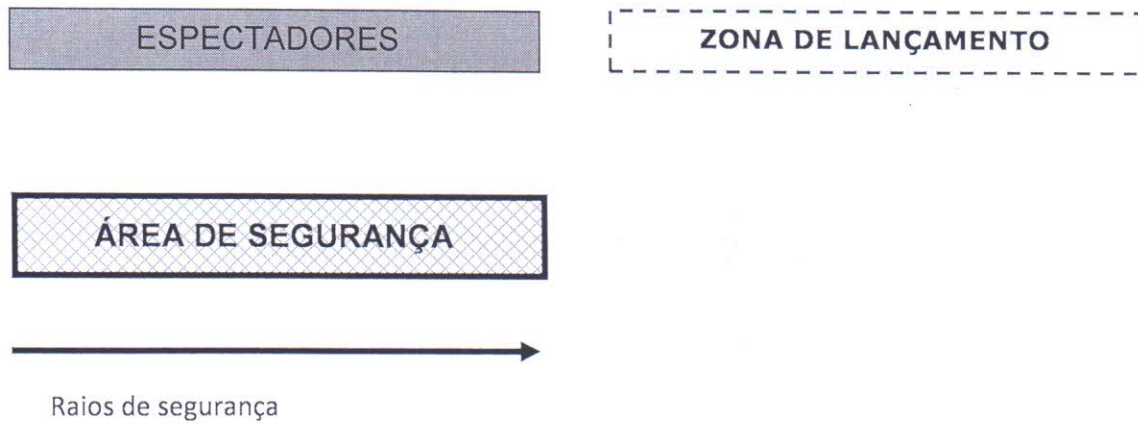 ESPECTADORES
ZONA DE LANÇAMENTO
ÁREA DE SEGURANÇA
Raios de segurança